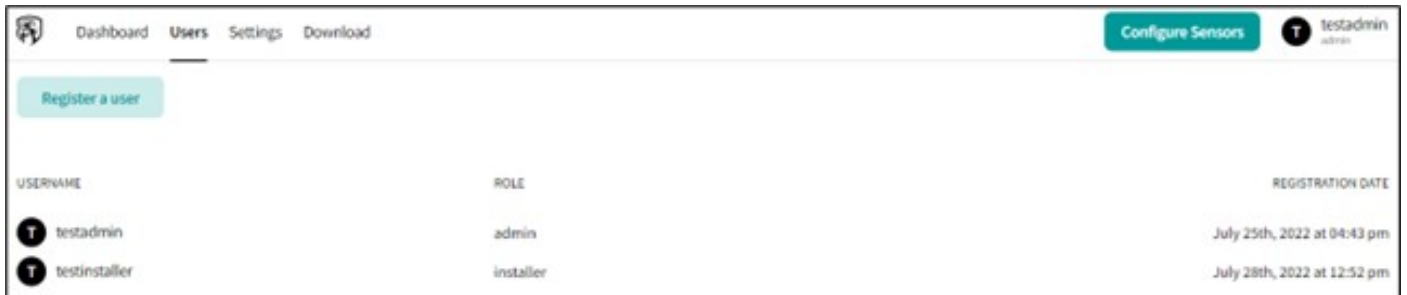 Dashboard Users Settings Download Configure Sensors T testadmin
admin
Register a user
USERNAME ROLE REGISTRATION DATE
T testadmin admin July 25th, 2022 at 04:43 pm
T testinstaller installer July 28th, 2022 at 12:52 pm